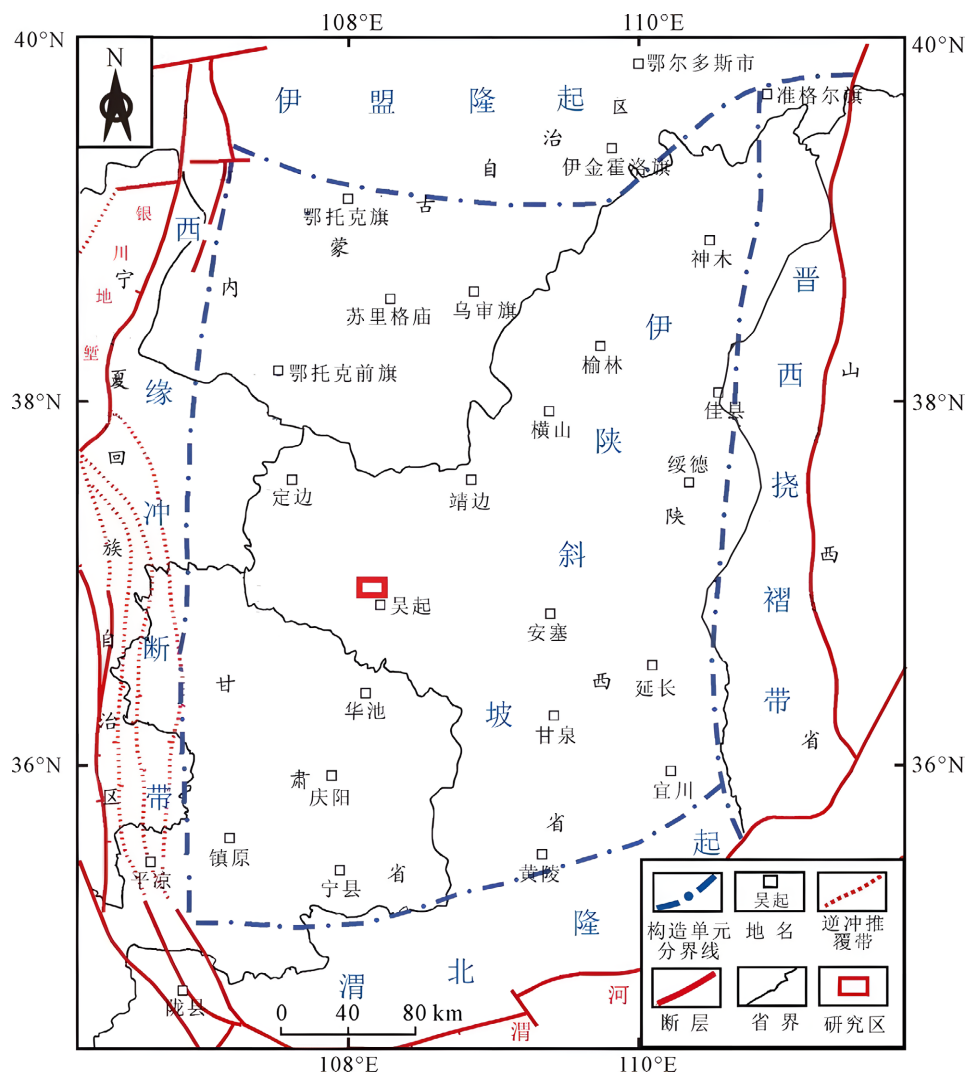 108°E
110°E
40°N
40°N
N
鄂尔多斯市
伊盟隆起
准格尔旗
区
治
自
伊金霍洛旗
鄂托克旗
古
蒙
内
银
川
地
堑
西
缘
冲
断
带
宁
夏
回
族
自
治
区
神木
苏里格庙
乌审旗
伊
陕
斜
坡
晋
西
挠
褶
带
榆林
鄂托克前旗
38°N
38°N
佳县
横山
山
西
省
绥德
定边
靖边
陕
西
省
吴起
安塞
延长
甘
肃
省
华池
甘泉
36°N
36°N
庆阳
宜川
镇原
平凉
宁县
黄陵
渭北隆起
陇县
渭
河
0 40 80 km
构造单元
分界线
吴起
地名
逆冲推
覆带
断层
省界
研究区
108°E
110°E